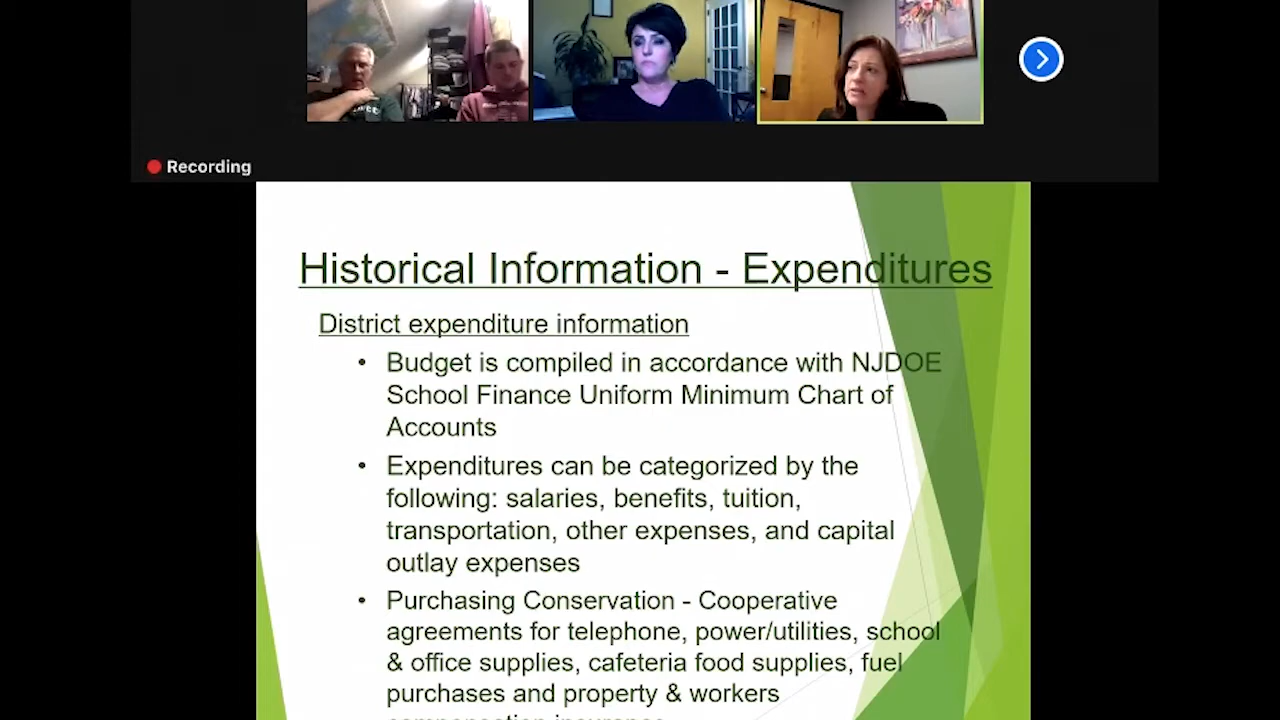 Recording
Historical Information - Expenditures
District expenditure information
• Budget is compiled in accordance with NJDOE
School Finance Uniform Minimum Chart of
Accounts
• Expenditures can be categorized by the
following: salaries, benefits, tuition,
transportation, other expenses, and capital
outlay expenses
• Purchasing Conservation - Cooperative
agreements for telephone, power/utilities, school
& office supplies, cafeteria food supplies, fuel
purchases and property & workers